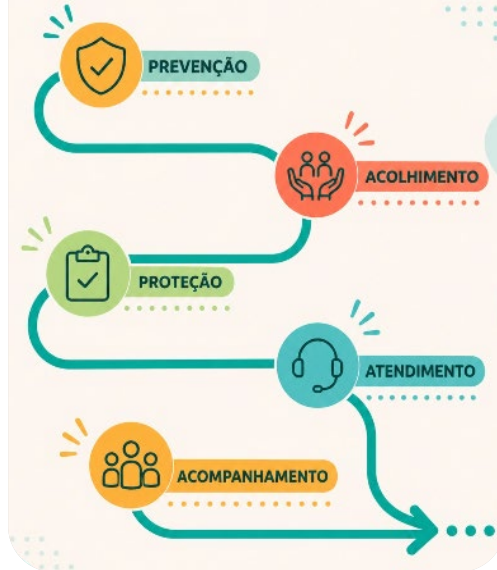 PREVENÇÃO
ACOLHIMENTO
PROTEÇÃO
ATENDIMENTO
ACOMPANHAMENTO